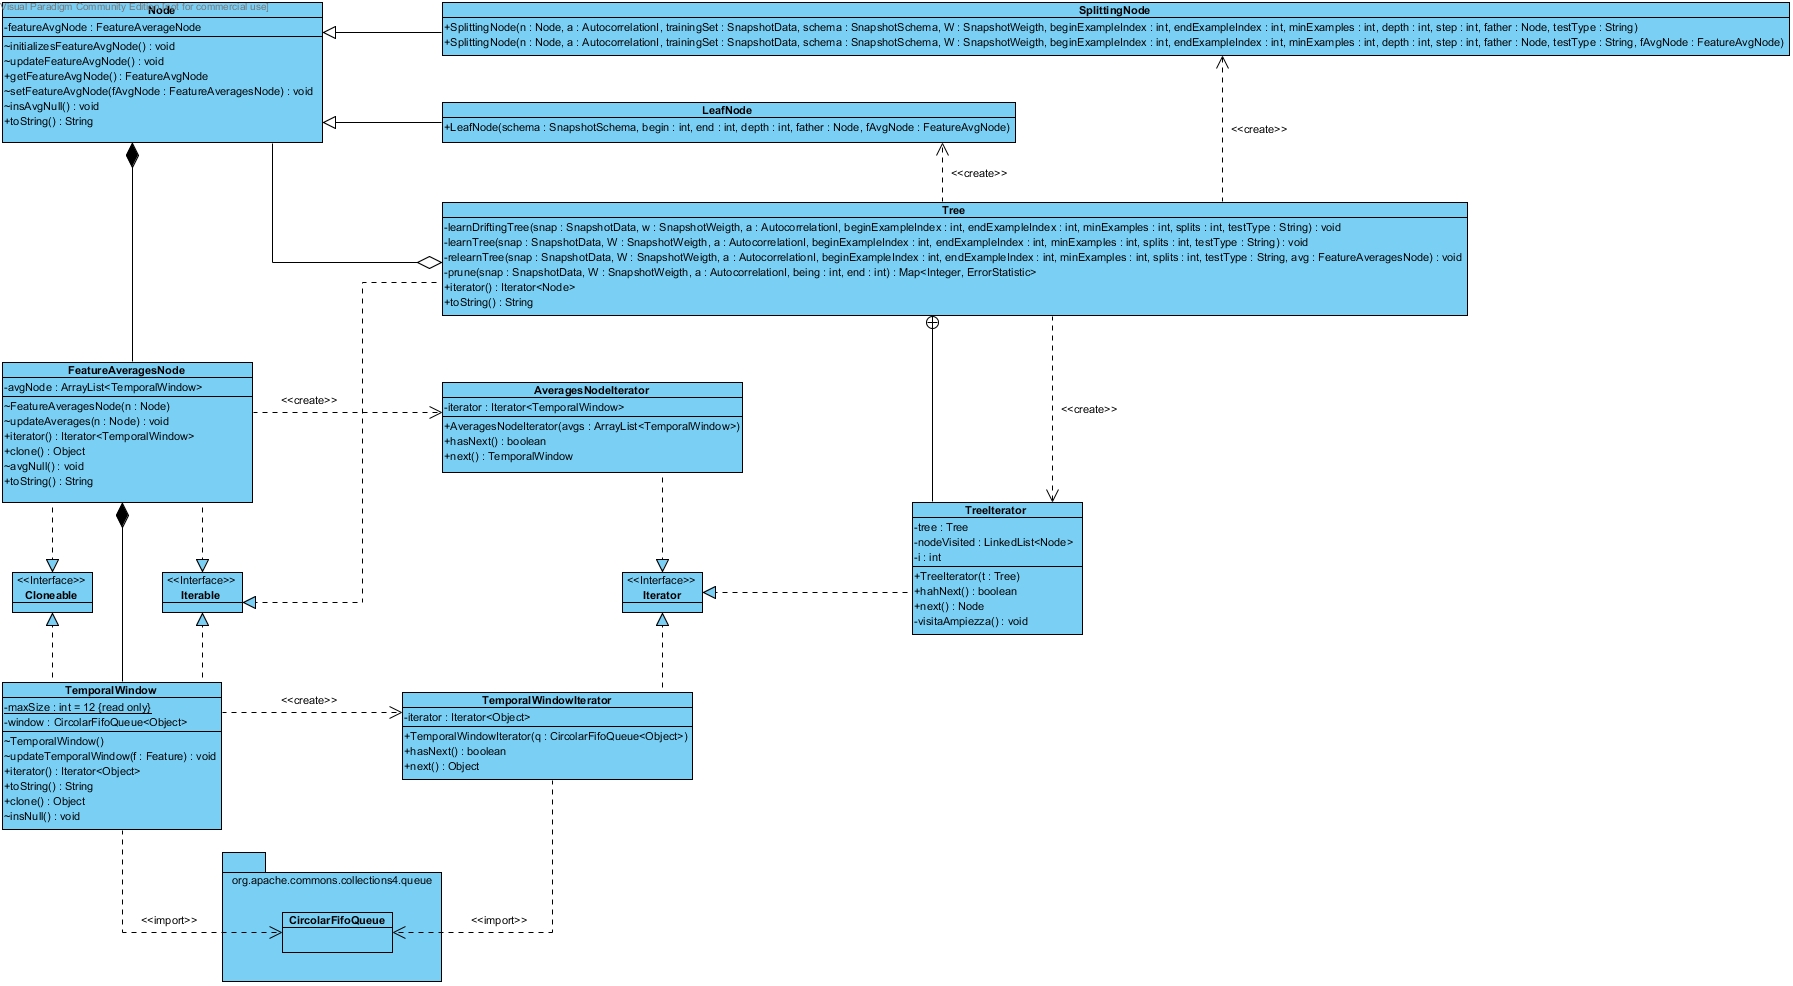 Visual Paradigm Community Edition [not for commercial use]
Node
-featureAvgNode : FeatureAverageNode
~initializesFeatureAvgNode() : void
~updateFeatureAvgNode() : void
+getFeatureAvgNode() : FeatureAvgNode
~setFeatureAvgNode(fAvgNode : FeatureAveragesNode) : void
~insAvgNull() : void
+toString() : String
SplittingNode
+SplittingNode(n : Node, a : AutocorrelationI, trainingSet : SnapshotData, schema : SnapshotSchema, W : SnapshotWeigth, beginExampleIndex : int, endExampleIndex : int, minExamples : int, depth : int, step : int, father : Node, testType : String)
+SplittingNode(n : Node, a : AutocorrelationI, trainingSet : SnapshotData, schema : SnapshotSchema, W : SnapshotWeigth, beginExampleIndex : int, endExampleIndex : int, minExamples : int, depth : int, step : int, father : Node, testType : String, fAvgNode : FeatureAvgNode)
LeafNode
+LeafNode(schema : SnapshotSchema, begin : int, end : int, depth : int, father : Node, fAvgNode : FeatureAvgNode)
<<create>>
<<create>>
Tree
-learnDriftingTree(snap : SnapshotData, w : SnapshotWeigth, a : AutocorrelationI, beginExampleIndex : int, endExampleIndex : int, minExamples : int, splits : int, testType : String) : void
-learnTree(snap : SnapshotData, W : SnapshotWeigth, a : AutocorrelationI, beginExampleIndex : int, endExampleIndex : int, minExamples : int, splits : int, testType : String) : void
-relearnTree(snap : SnapshotData, W : SnapshotWeigth, a : AutocorrelationI, beginExampleIndex : int, endExampleIndex : int, minExamples : int, splits : int, testType : String, avg : FeatureAveragesNode) : void
-prune(snap : SnapshotData, W : SnapshotWeigth, a : AutocorrelationI, being : int, end : int) : Map<Integer, ErrorStatistic>
+iterator() : Iterator<Node>
+toString() : String
FeatureAveragesNode
-avgNode : ArrayList<TemporalWindow>
~FeatureAveragesNode(n : Node)
~updateAverages(n : Node) : void
+iterator() : Iterator<TemporalWindow>
+clone() : Object
~avgNull() : void
+toString() : String
<<create>>
AveragesNodeIterator
-iterator : Iterator<TemporalWindow>
+AveragesNodeIterator(avgs : ArrayList<TemporalWindow>)
+hasNext() : boolean
+next() : TemporalWindow
<<create>>
TreeIterator
-tree : Tree
-nodeVisited : LinkedList<Node>
-i : int
+TreeIterator(t : Tree)
+hahNext() : boolean
+next() : Node
-visitaAmpiezza() : void
<<Interface>>
Cloneable
<<Interface>>
Iterable
<<Interface>>
Iterator
TemporalWindow
-maxSize : int = 12 {read only}
-window : CircolarFifoQueue<Object>
~TemporalWindow()
~updateTemporalWindow(f : Feature) : void
+iterator() : Iterator<Object>
+toString() : String
+clone() : Object
~insNull() : void
<<create>>
TemporalWindowIterator
-iterator : Iterator<Object>
+TemporalWindowIterator(q : CircolarFifoQueue<Object>)
+hasNext() : boolean
+next() : Object
org.apache.commons.collections4.queue
<<import>>
CircolarFifoQueue
<<import>>